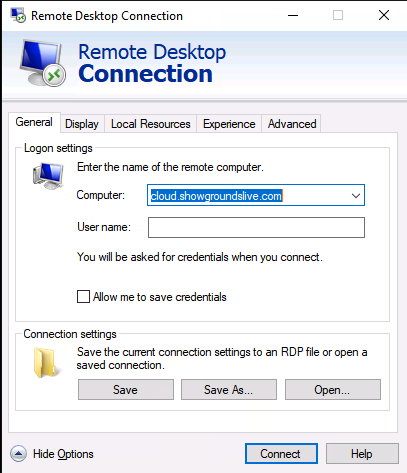 Remote Desktop Connection
Remote Desktop
Connection
General Display Local Resources Experience Advanced
Logon settings
Enter the name of the remote computer.
Computer: cloud.showgroundslive.com
User name:
You will be asked for credentials when you connect.
Allow me to save credentials
Connection settings
Save the current connection settings to an RDP file or open a
saved connection.
Save Save As... Open...
Hide Options Connect Help